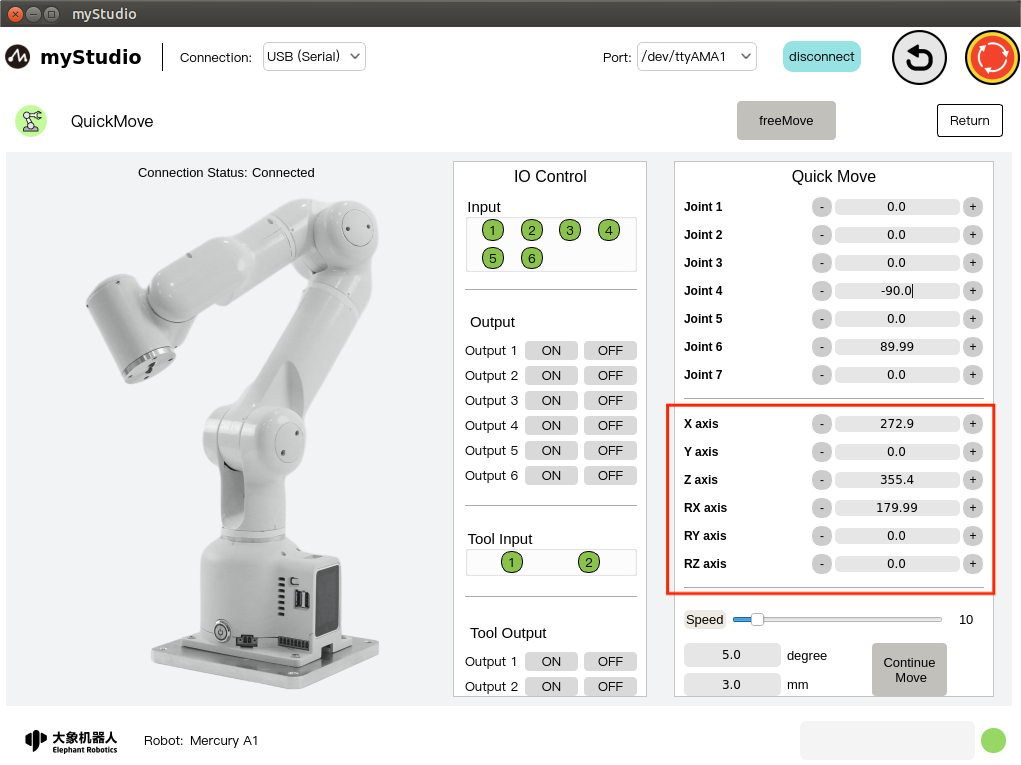 myStudio
myStudio
Connection: USB (Serial)
Port: /dev/ttyAMA1
disconnect
QuickMove
freeMove
Return
Connection Status: Connected
IO Control
Input
1 2 3 4
5 6
Output
Output 1 ON OFF
Output 2 ON OFF
Output 3 ON OFF
Output 4 ON OFF
Output 5 ON OFF
Output 6 ON OFF
Tool Input
1 2
Tool Output
Output 1 ON OFF
Output 2 ON OFF
Quick Move
Joint 1 - 0.0 +
Joint 2 - 0.0 +
Joint 3 - 0.0 +
Joint 4 - -90.0 +
Joint 5 - 0.0 +
Joint 6 - 89.99 +
Joint 7 - 0.0 +
X axis - 272.9 +
Y axis - 0.0 +
Z axis - 355.4 +
RX axis - 179.99 +
RY axis - 0.0 +
RZ axis - 0.0 +
Speed 10
5.0 degree
3.0 mm
Continue
Move
大象机器人
Elephant Robotics
Robot: Mercury A1